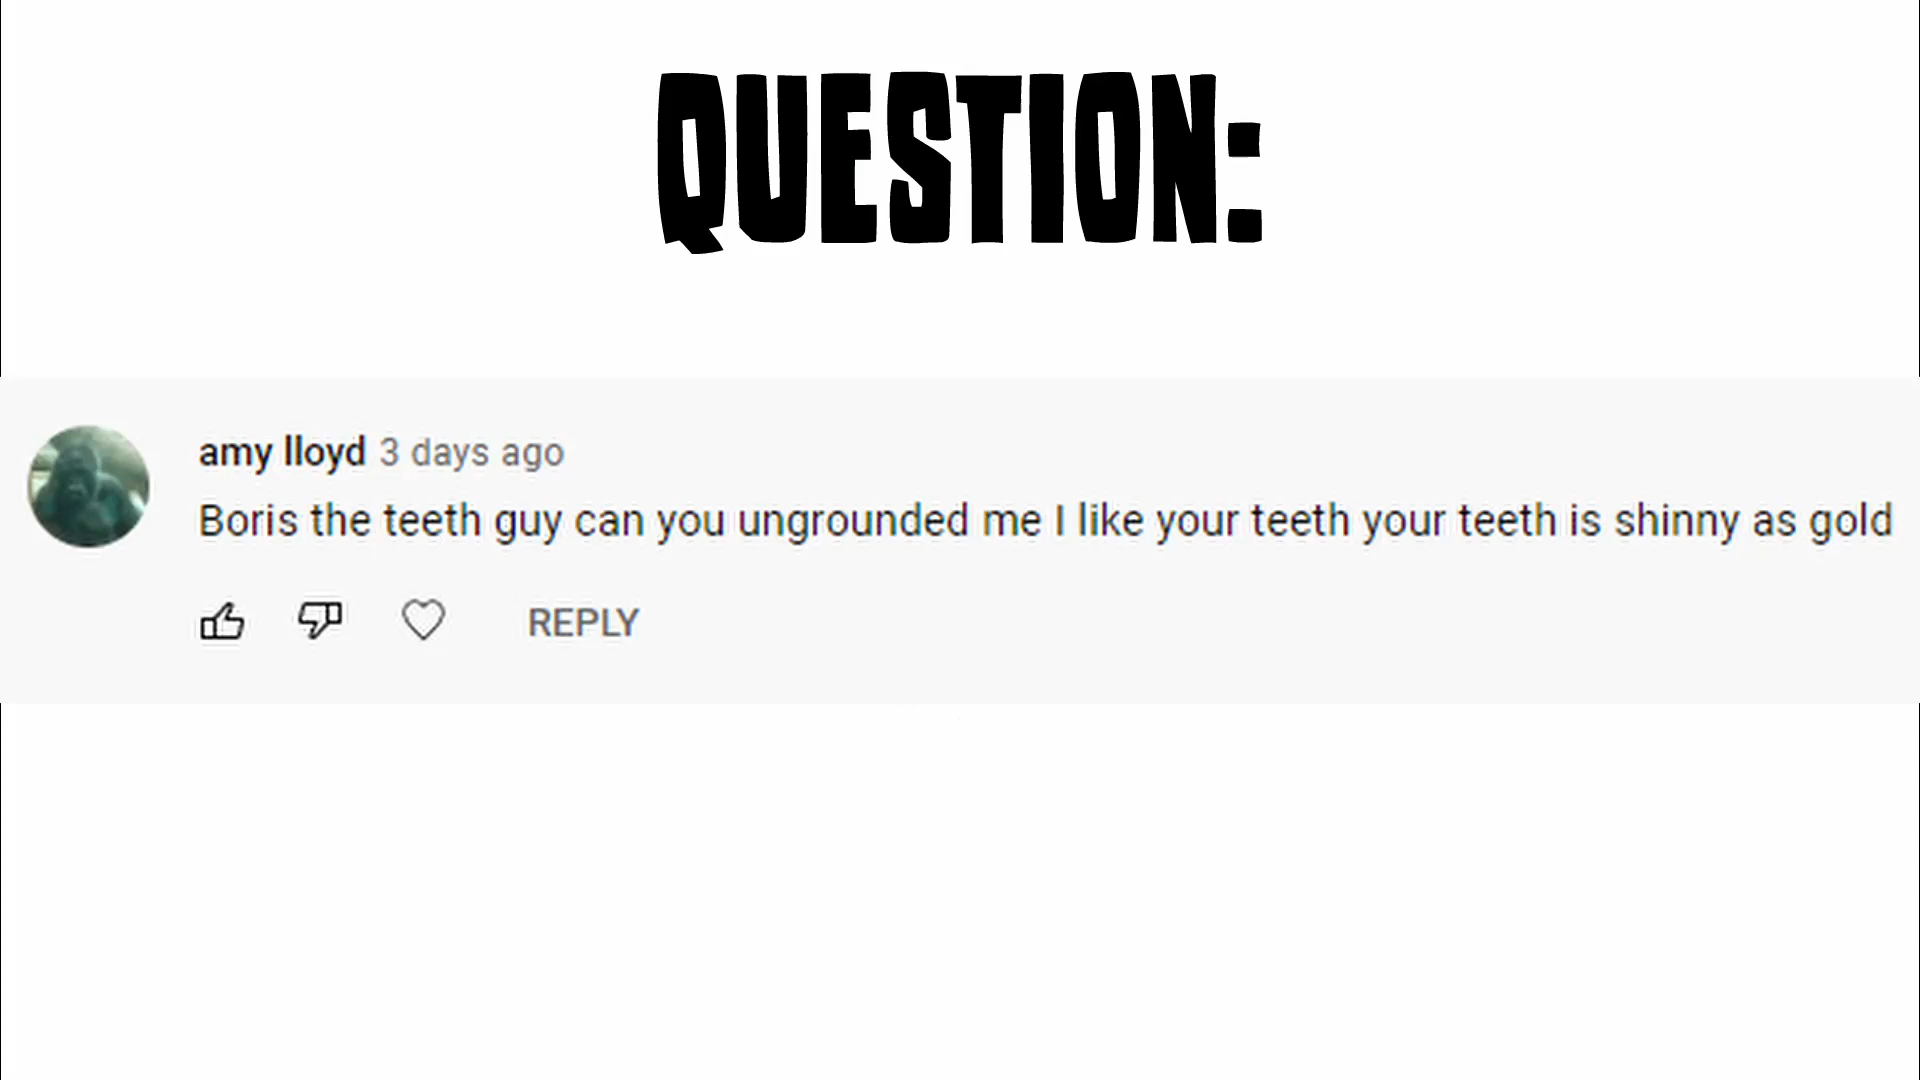 QUESTION:
amy lloyd 3 days ago
Boris the teeth guy can you ungrounded me I like your teeth your teeth is shinny as gold
REPLY